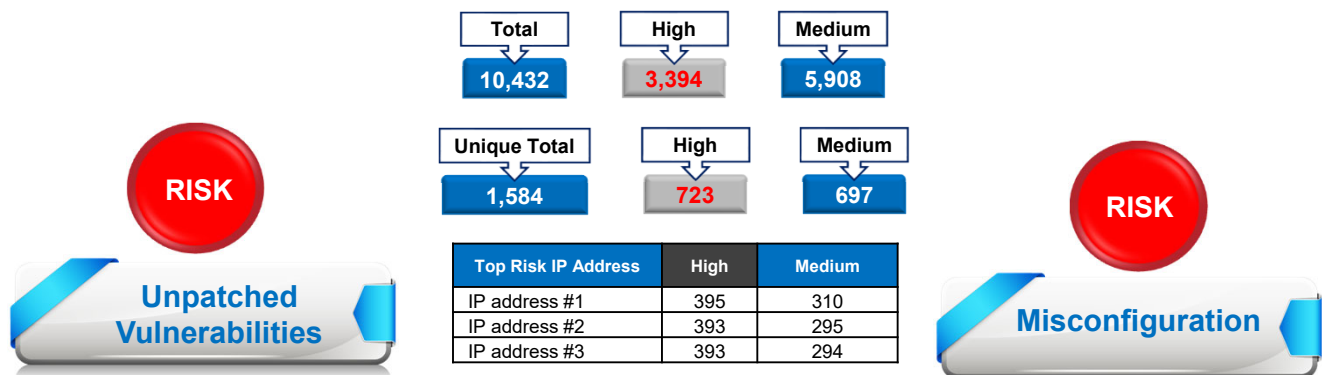 Total High Medium
10,432 3,394 5,908
Unique Total High Medium
1,584 723 697
RISK
Unpatched
Vulnerabilities
Top Risk IP Address High Medium
IP address #1 395 310
IP address #2 393 295
IP address #3 393 294
RISK
Misconfiguration